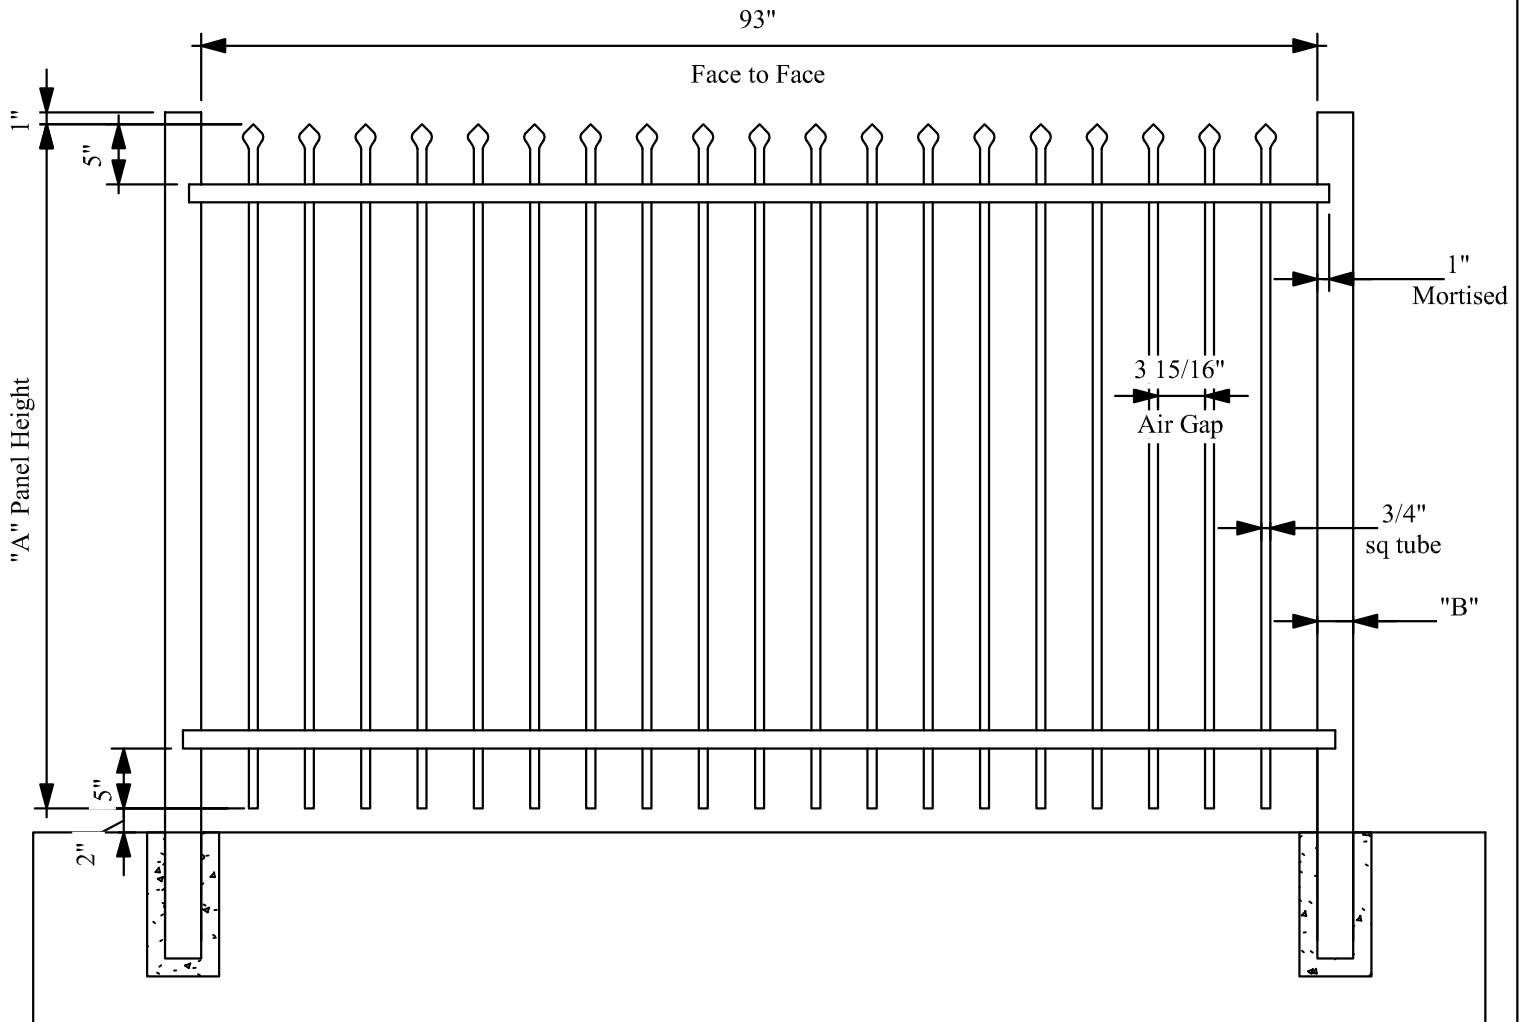 93"
Face to Face
1"
5"
1"
Mortised
3 15/16"
Air Gap
"A" Panel Height
3/4"
sq tube
"B"
5"
2"